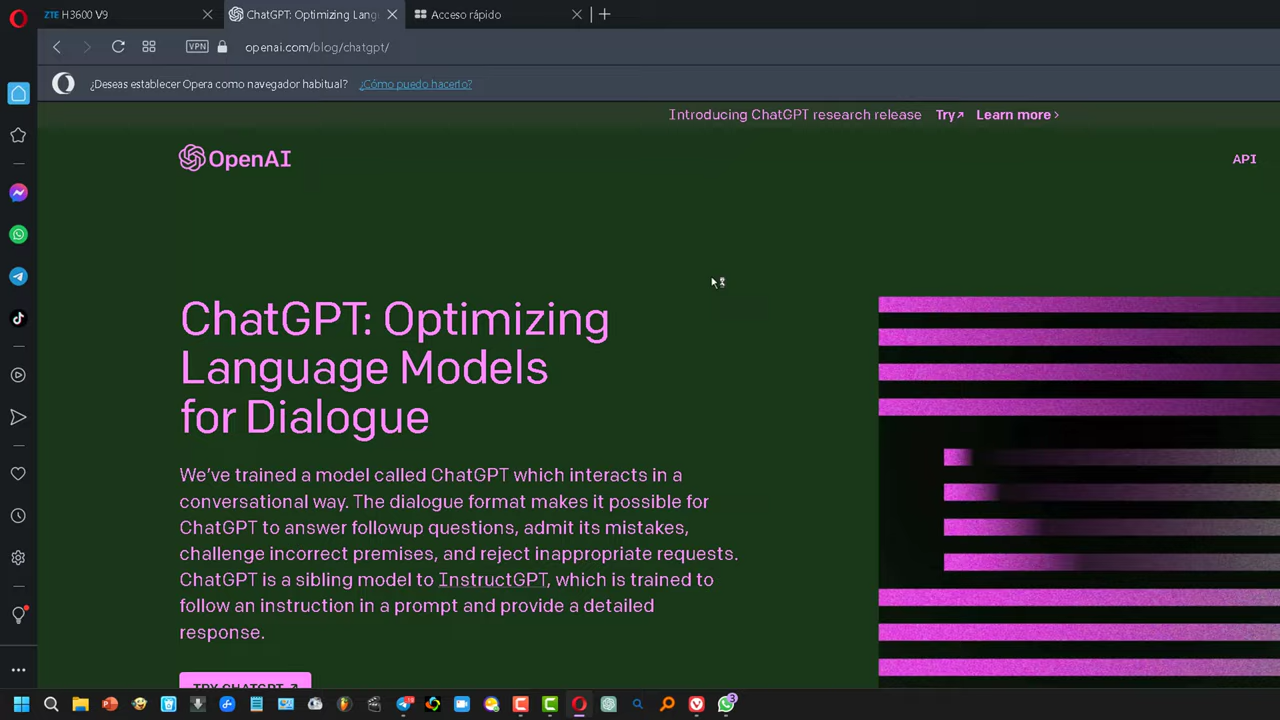 ZTE H3600 V9
ChatGPT: Optimizing Lang
Acceso rápido
VPN openai.com/blog/chatgpt/
¿Deseas establecer Opera como navegador habitual? ¿Cómo puedo hacerto?
Introducing ChatGPT research release Try↗ Learn more ›
OpenAI
API
ChatGPT: Optimizing
Language Models
for Dialogue
We've trained a model called ChatGPT which interacts in a
conversational way. The dialogue format makes it possible for
ChatGPT to answer followup questions, admit its mistakes,
challenge incorrect premises, and reject inappropriate requests.
ChatGPT is a sibling model to InstructGPT, which is trained to
follow an instruction in a prompt and provide a detailed
response.
TRY CHATGPT ↗
3